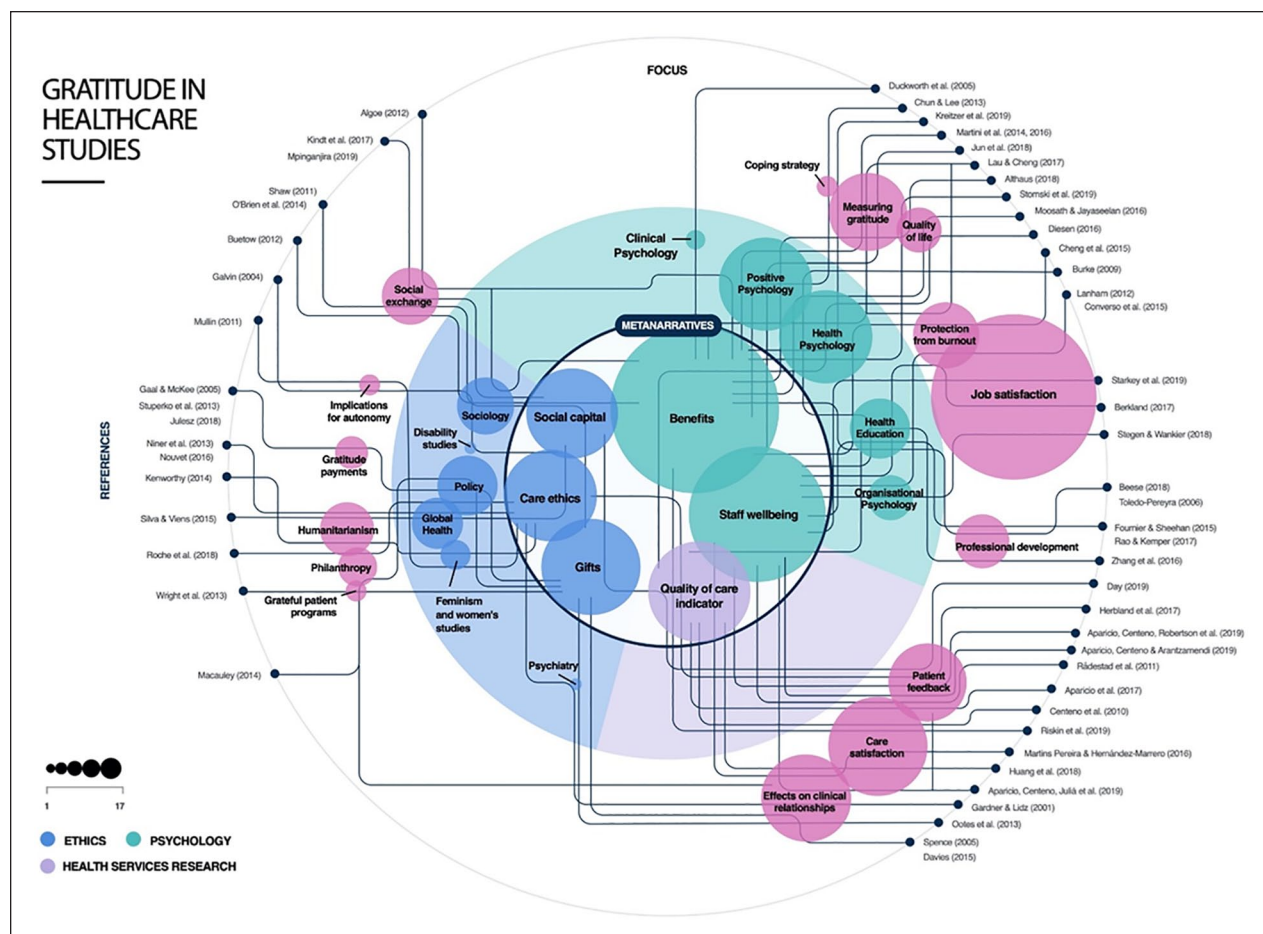 GRATITUDE IN
HEALTHCARE
STUDIES
FOCUS
REFERENCES
Algoe (2012)
Kindt et al. (2017)
Mpinganjira (2019)
Shaw (2011)
O'Brien et al. (2014)
Buetow (2012)
Galvin (2004)
Mullin (2011)
Gaal & McKee (2005)
Stuperko et al. (2013)
Julesz (2018)
Niner et al. (2013)
Nouvet (2016)
Kenworthy (2014)
Silva & Viens (2015)
Roche et al. (2018)
Wright et al. (2013)
Macauley (2014)
Duckworth et al. (2005)
Chun & Lee (2013)
Kreitzer et al. (2019)
Martini et al. (2014, 2016)
Jun et al. (2018)
Lau & Cheng (2017)
Althaus (2018)
Stomski et al. (2019)
Moosath & Jayaseelan (2016)
Diesen (2016)
Cheng et al. (2015)
Burke (2009)
Lanham (2012)
Converso et al. (2015)
Starkey et al. (2019)
Berkland (2017)
Stegen & Wankier (2018)
Beese (2018)
Toledo-Pereyra (2006)
Fournier & Sheehan (2015)
Rao & Kemper (2017)
Zhang et al. (2016)
Day (2019)
Herbland et al. (2017)
Aparicio, Centeno, Robertson et al. (2019)
Aparicio, Centeno & Arantzamendi (2019)
Rådestad et al. (2011)
Aparicio et al. (2017)
Centeno et al. (2010)
Riskin et al. (2019)
Martins Pereira & Hernández-Marrero (2016)
Huang et al. (2018)
Aparicio, Centeno, Juliá et al. (2019)
Gardner & Lidz (2001)
Ootes et al. (2013)
Spence (2005)
Davies (2015)
Coping strategy
Measuring
gratitude
Quality
of life
Clinical
Psychology
Positive
Psychology
Health
Psychology
Social
exchange
METANARRATIVES
Protection
from burnout
Job satisfaction
Implications
for autonomy
Sociology
Social capital
Benefits
Health
Education
Disability
studies
Gratitude
payments
Policy
Care ethics
Staff wellbeing
Organisational
Psychology
Humanitarianism
Global
Health
Professional development
Philanthropy
Gifts
Grateful patient
programs
Feminism
and women's
studies
Quality of care
indicator
Psychiatry
Patient
feedback
Care
satisfaction
Effects on clinical
relationships
1
17
ETHICS
PSYCHOLOGY
HEALTH SERVICES RESEARCH